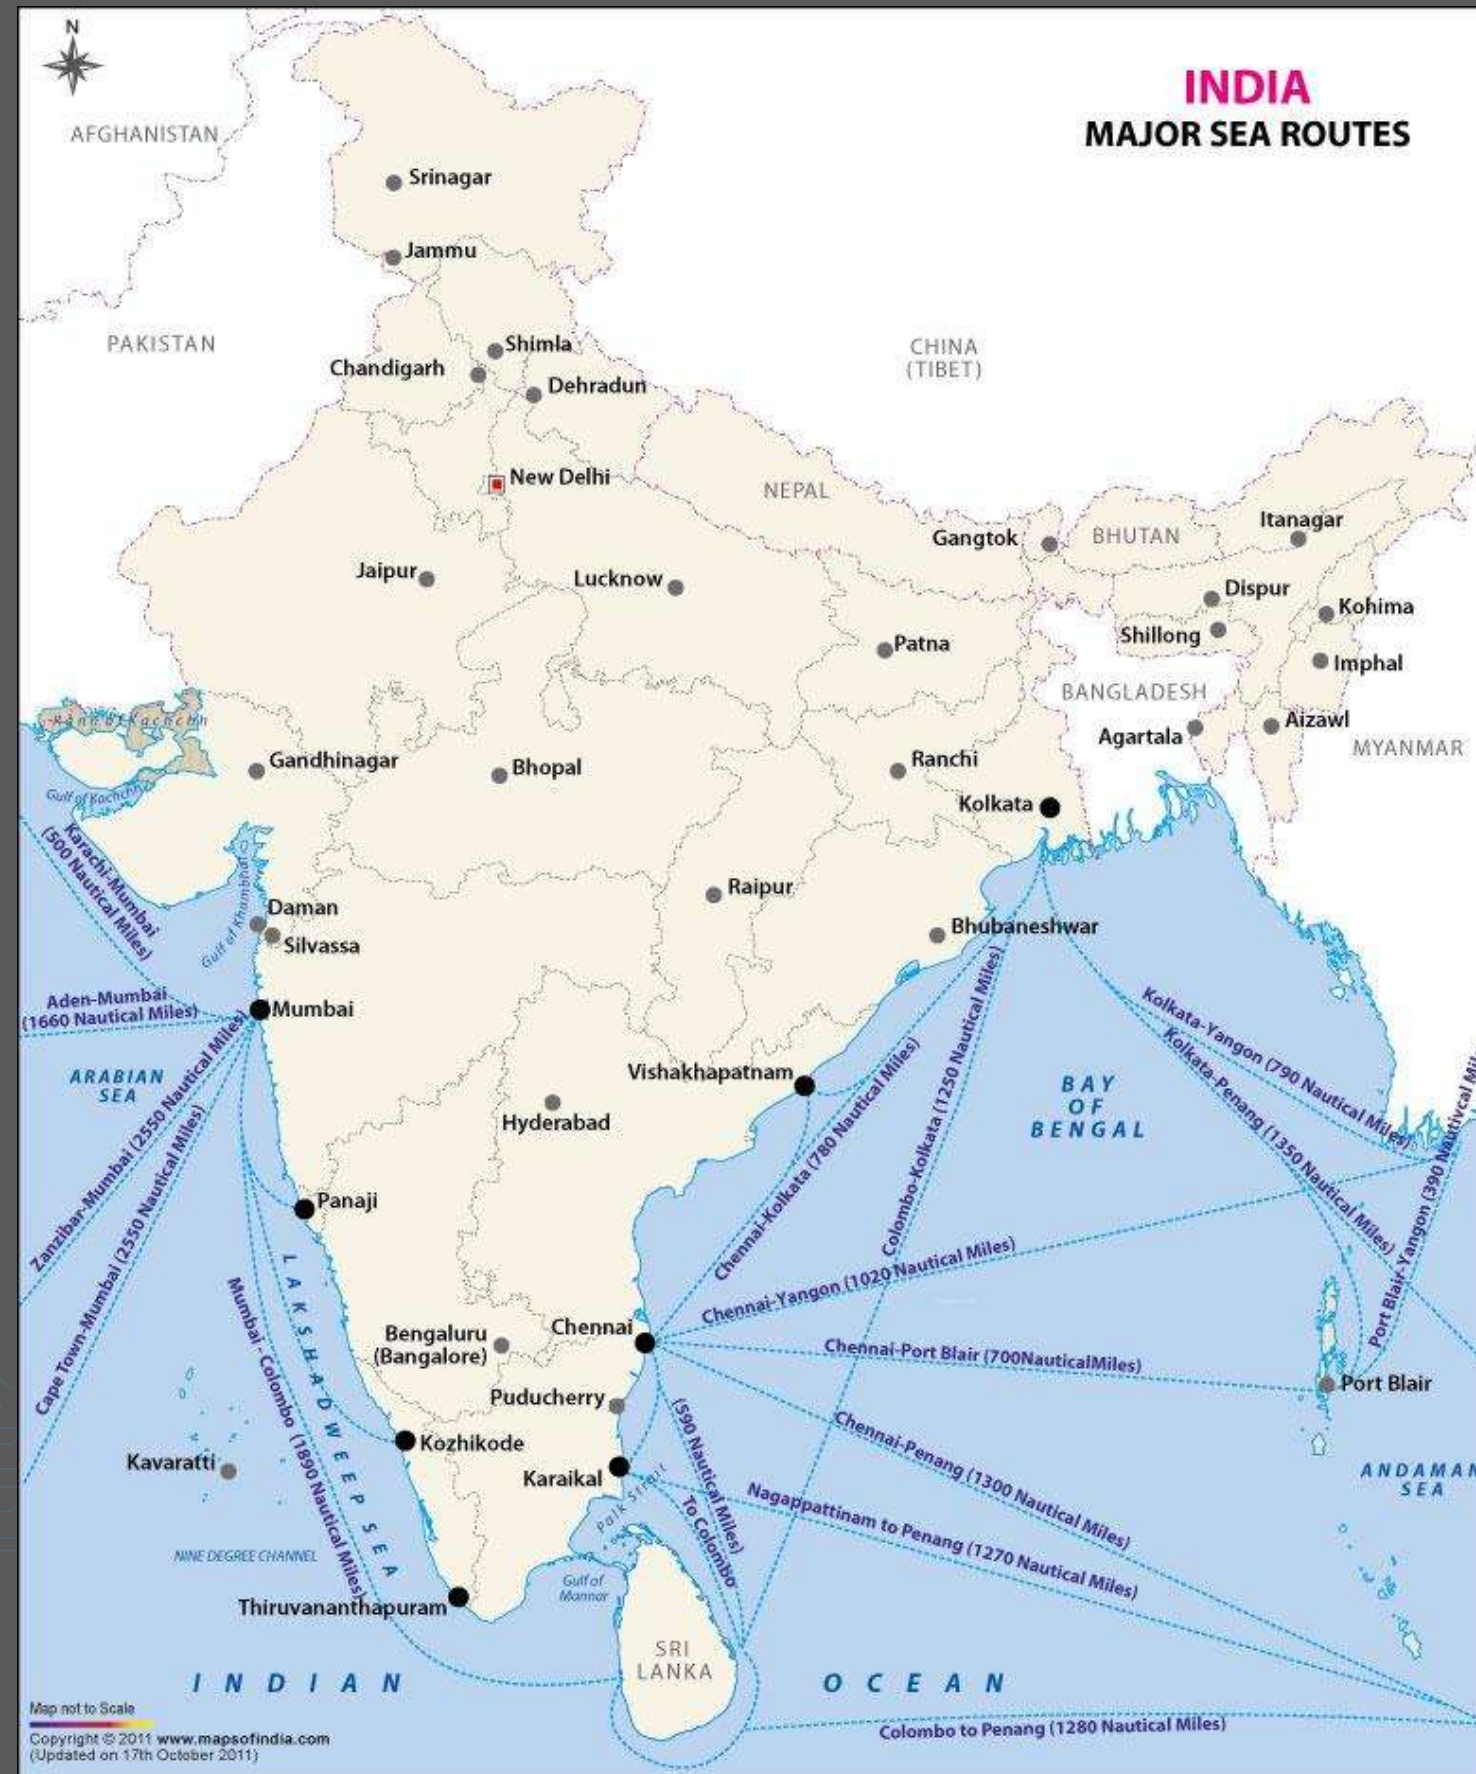 N
INDIA
MAJOR SEA ROUTES
AFGHANISTAN
Srinagar
Jammu
PAKISTAN
CHINA
(TIBET)
Shimla
Chandigarh
Dehradun
New Delhi
NEPAL
Gangtok
BHUTAN
Itanagar
Jaipur
Lucknow
Dispur
Kohima
Shillong
Patna
Imphal
BANGLADESH
Rann of Kachchh
Aizawl
Agartala
MYANMAR
Gandhinagar
Bhopal
Ranchi
Gulf of Kachchh
Kolkata
Karachi-Mumbai
(500 Nautical Miles)
Gulf of Khambhat
Raipur
Daman
Silvassa
Bhubaneshwar
Aden-Mumbai
(1660 Nautical Miles)
Mumbai
Kolkata-Yangon (790 Nautical Miles)
Kolkata-Penang (1350 Nautical Miles)
ARABIAN
SEA
Vishakhapatnam
BAY
OF
BENGAL
Hyderabad
Zanzibar-Mumbai (2550 Nautical Miles)
Cape Town-Mumbai (2550 Nautical Miles)
Chennai-Kolkata (780 Nautical Miles)
Colombo-Kolkata (1250 Nautical Miles)
Port Blair-Yangon (390 Nautivcal
Panaji
Chennai-Yangon (1020 Nautical Miles)
Mumbai - Colombo (1890 Nautical Miles)
LAKSHADWEEP SEA
Bengaluru
(Bangalore)
Chennai
Chennai-Port Blair (700NauticalMiles)
Port Blair
Puducherry
Kozhikode
Chennai-Penang (1300 Nautical Miles)
Kavaratti
Karaikal
(590 Nautical Miles)
To Colombo
Palk Strait
Nagappattinam to Penang (1270 Nautical Miles)
ANDAMAN
SEA
NINE DEGREE CHANNEL
Gulf of
Mannar
Thiruvananthapuram
SRI
LANKA
INDIAN OCEAN
Colombo to Penang (1280 Nautical Miles)
Map not to Scale
Copyright © 2011 www.mapsofindia.com
(Updated on 17th October 2011)